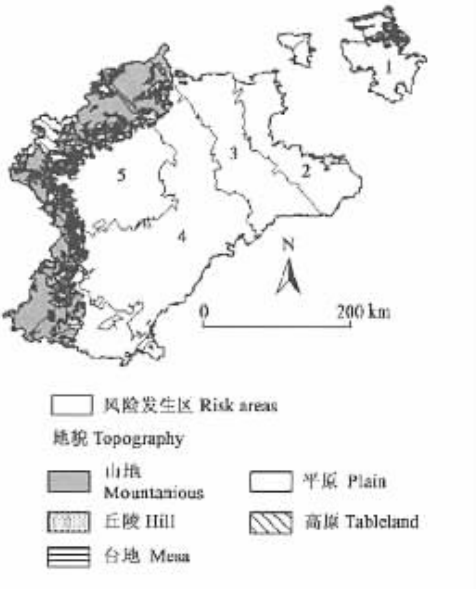 1
3
2
5
4
N
0 200 km
风险发生区 Risk areas
地貌 Topography
山地 Mountanious
平原 Plain
丘陵 Hill
高原 Tableland
台地 Mesa